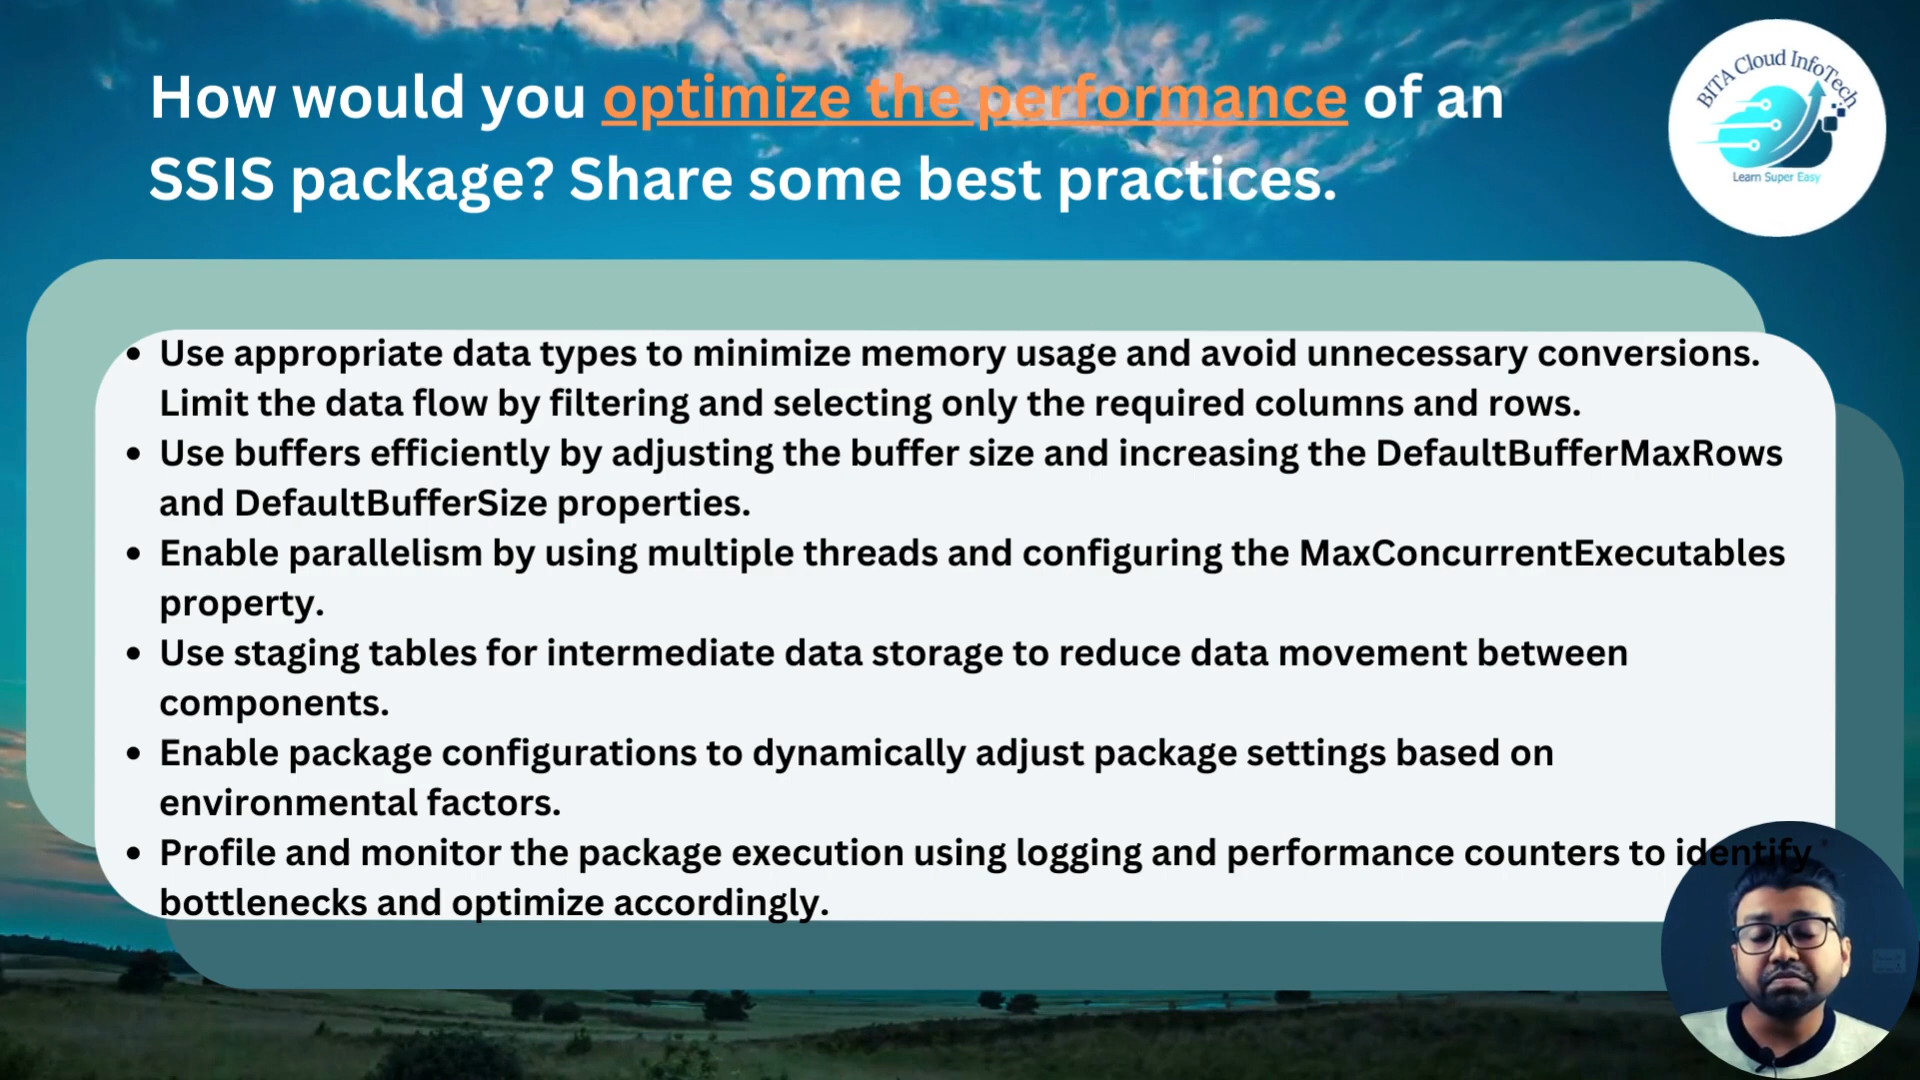 How would you optimize the performance of an
SSIS package? Share some best practices.
BITA Cloud InfoTech
Learn Super Easy
• Use appropriate data types to minimize memory usage and avoid unnecessary conversions.
Limit the data flow by filtering and selecting only the required columns and rows.
• Use buffers efficiently by adjusting the buffer size and increasing the DefaultBufferMaxRows
and DefaultBufferSize properties.
• Enable parallelism by using multiple threads and configuring the MaxConcurrentExecutables
property.
• Use staging tables for intermediate data storage to reduce data movement between
components.
• Enable package configurations to dynamically adjust package settings based on
environmental factors.
• Profile and monitor the package execution using logging and performance counters to identify
bottlenecks and optimize accordingly.